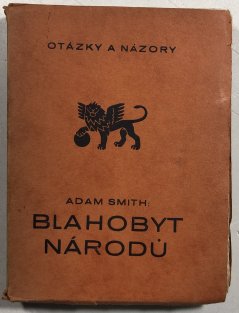 OTÁZKY A NÁZORY
ADAM SMITH:
BLAHOBYT
NÁRODŮ